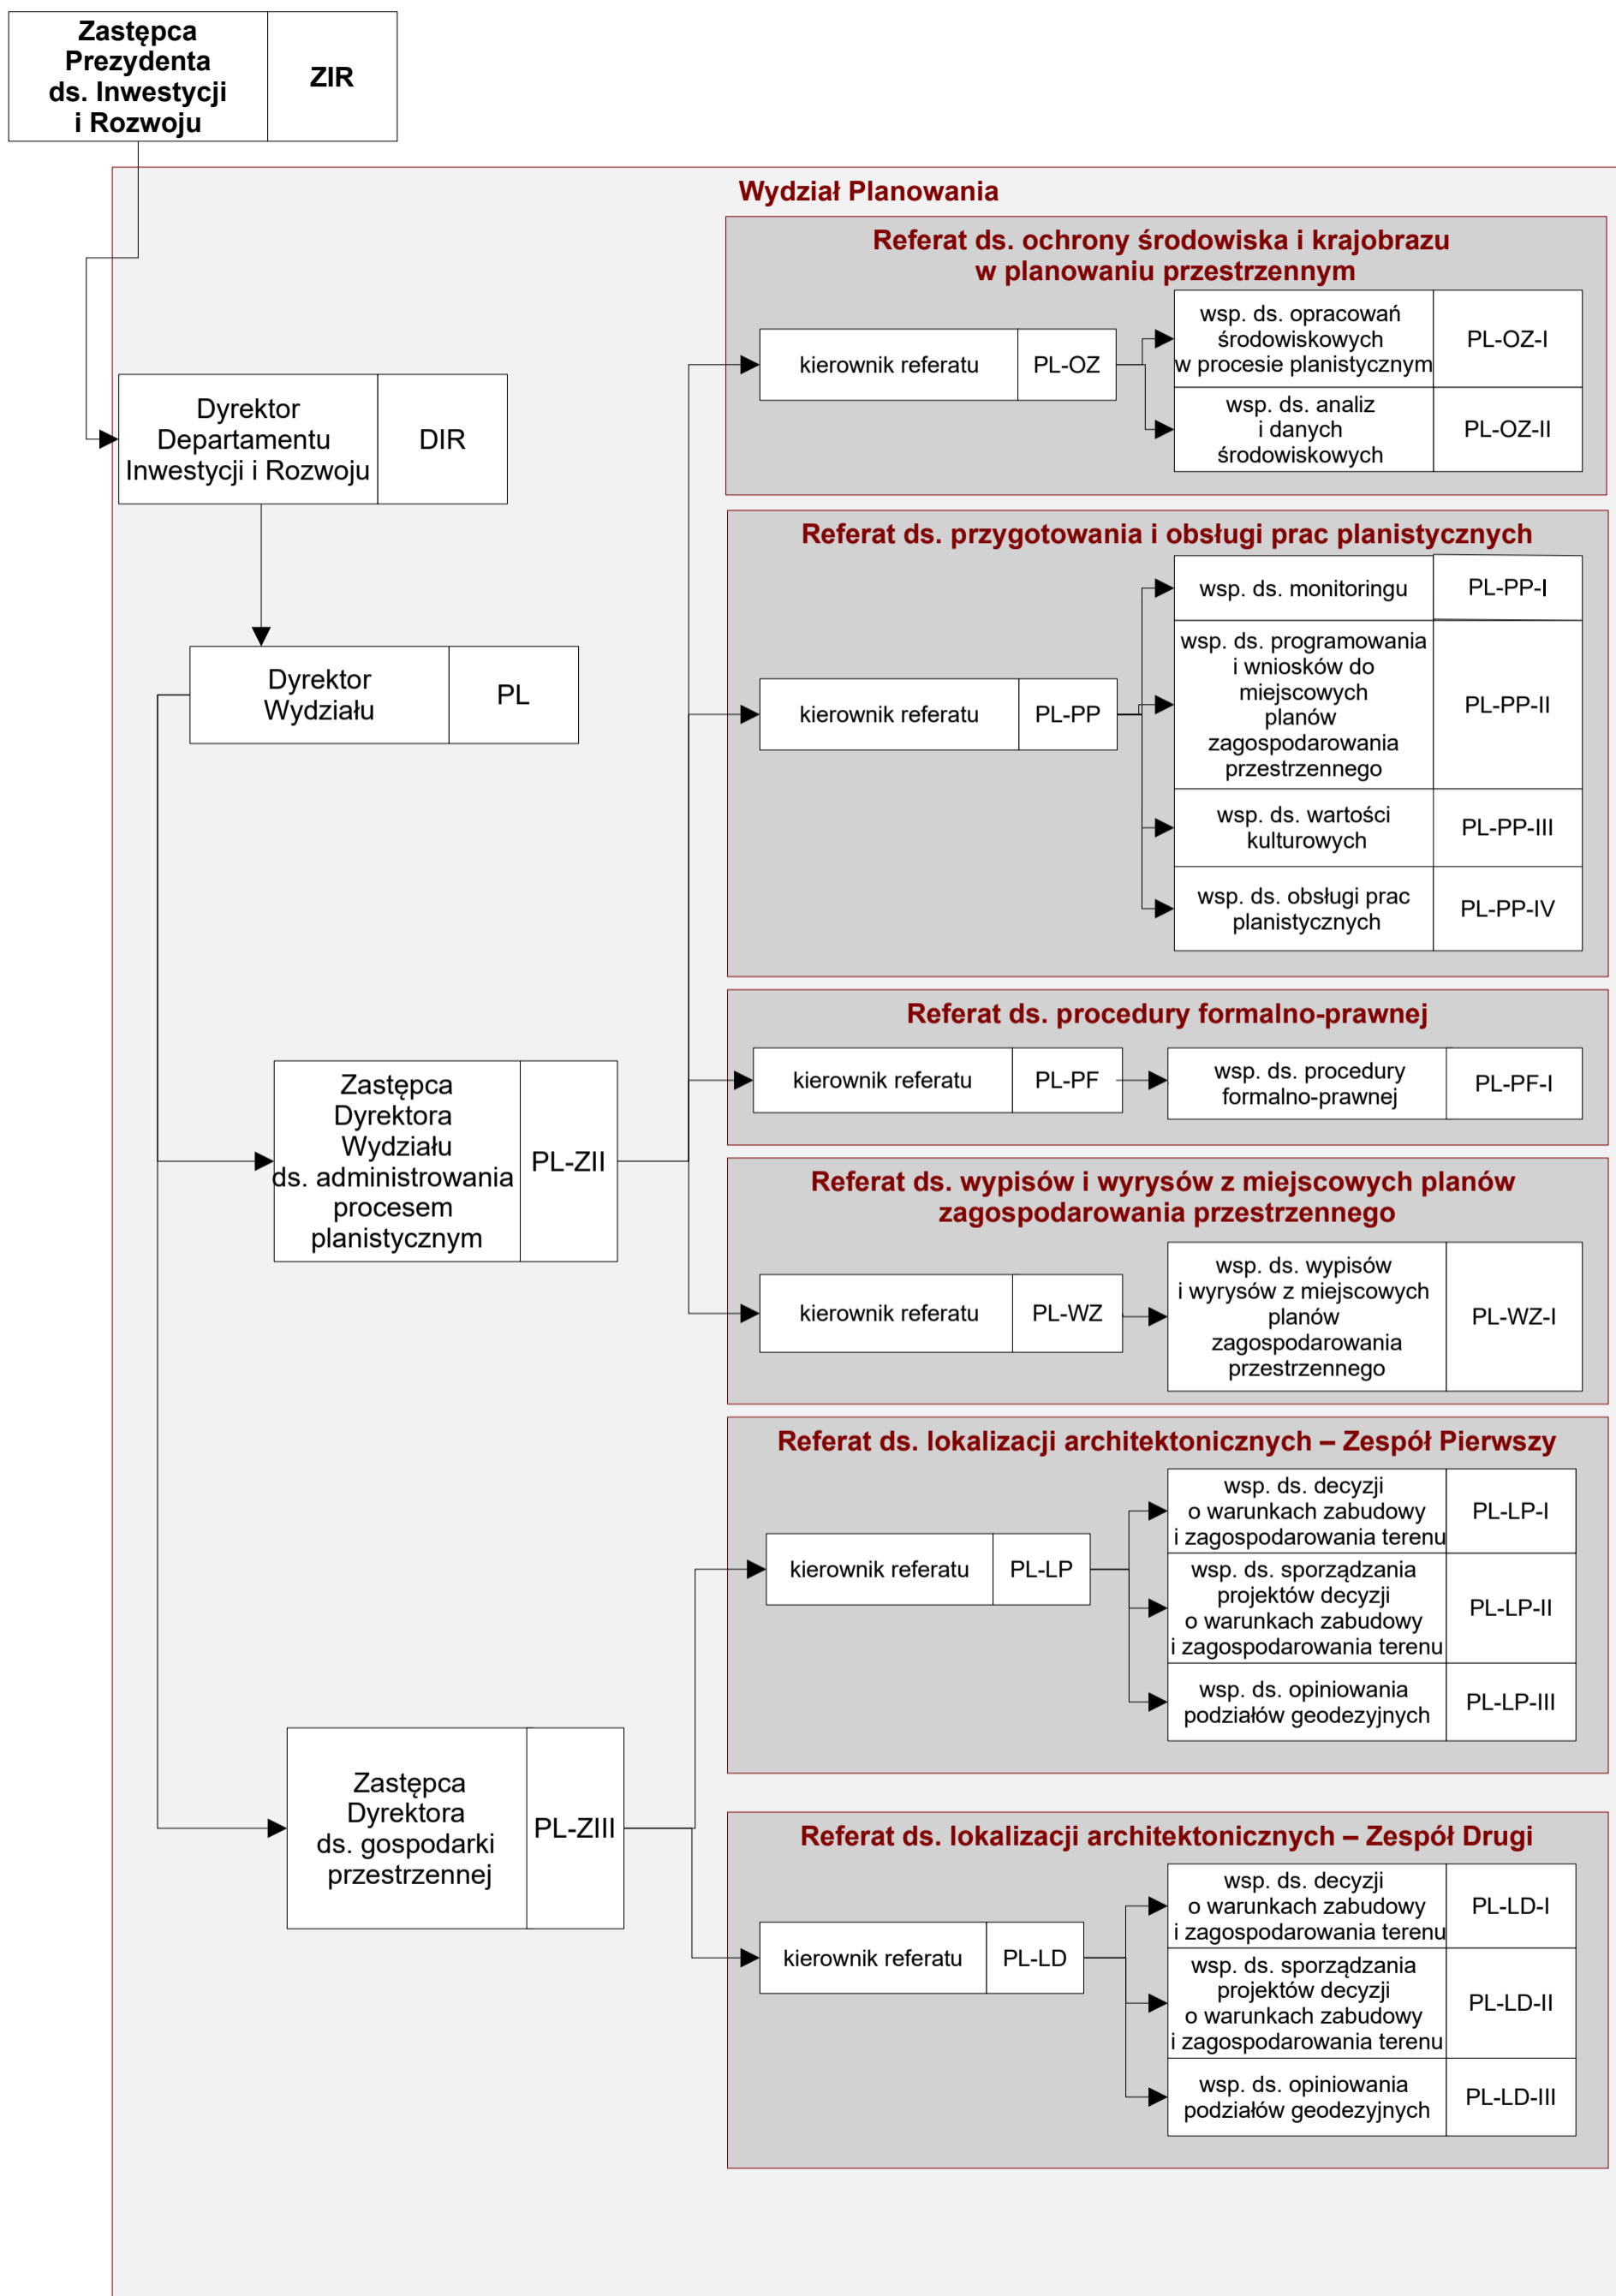 Zastępca
Prezydenta
ds. Inwestycji
i Rozwoju
ZIR
Wydział Planowania
Dyrektor
Departamentu
Inwestycji i Rozwoju
DIR
Dyrektor
Wydziału
PL
Zastępca
Dyrektora
Wydziału
ds. administrowania
procesem
planistycznym
PL-ZII
Referat ds. ochrony środowiska i krajobrazu
w planowaniu przestrzennym
kierownik referatu
PL-OZ
wsp. ds. opracowań
środowiskowych
w procesie planistycznym
PL-OZ-I
wsp. ds. analiz
i danych
środowiskowych
PL-OZ-II
Referat ds. przygotowania i obsługi prac planistycznych
kierownik referatu
PL-PP
wsp. ds. monitoringu
PL-PP-I
wsp. ds. programowania
i wniosków do
miejscowych
planów
zagospodarowania
przestrzennego
PL-PP-II
wsp. ds. wartości
kulturowych
PL-PP-III
wsp. ds. obsługi prac
planistycznych
PL-PP-IV
Referat ds. procedury formalno-prawnej
kierownik referatu
PL-PF
wsp. ds. procedury
formalno-prawnej
PL-PF-I
Referat ds. wypisów i wyrysów z miejscowych planów
zagospodarowania przestrzennego
kierownik referatu
PL-WZ
wsp. ds. wypisów
i wyrysów z miejscowych
planów
zagospodarowania
przestrzennego
PL-WZ-I
Zastępca
Dyrektora
ds. gospodarki
przestrzennej
PL-ZIII
Referat ds. lokalizacji architektonicznych – Zespół Pierwszy
kierownik referatu
PL-LP
wsp. ds. decyzji
o warunkach zabudowy
i zagospodarowania terenu
PL-LP-I
wsp. ds. sporządzania
projektów decyzji
o warunkach zabudowy
i zagospodarowania terenu
PL-LP-II
wsp. ds. opiniowania
podziałów geodezyjnych
PL-LP-III
Referat ds. lokalizacji architektonicznych – Zespół Drugi
kierownik referatu
PL-LD
wsp. ds. decyzji
o warunkach zabudowy
i zagospodarowania terenu
PL-LD-I
wsp. ds. sporządzania
projektów decyzji
o warunkach zabudowy
i zagospodarowania terenu
PL-LD-II
wsp. ds. opiniowania
podziałów geodezyjnych
PL-LD-III